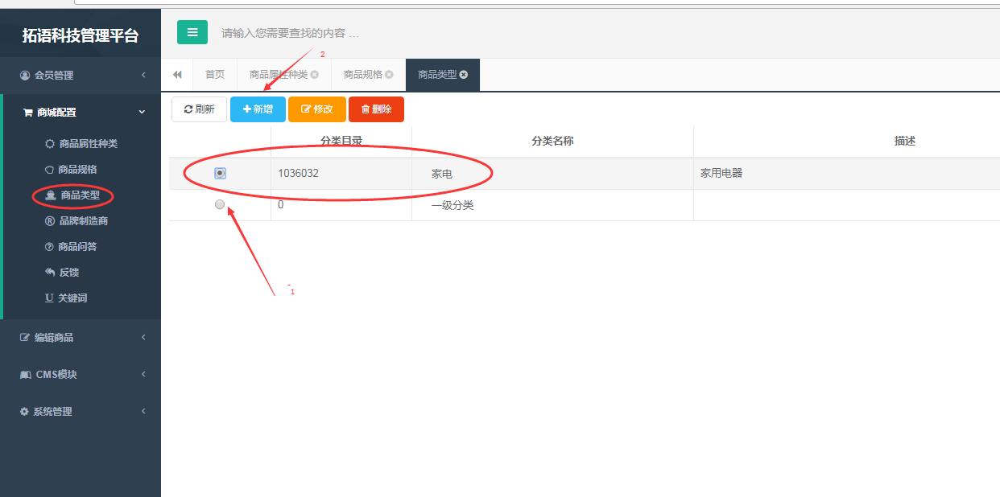 拓语科技管理平台
请输入您需要查找的内容 …
2
会员管理
首页
商品属性种类
商品规格
商品类型
商城配置
刷新
新增
修改
删除
分类目录
分类名称
描述
商品属性种类
商品规格
1036032
家电
家用电器
商品类型
0
一级分类
品牌制造商
商品问答
反馈
1
关键词
编辑商品
CMS模块
系统管理